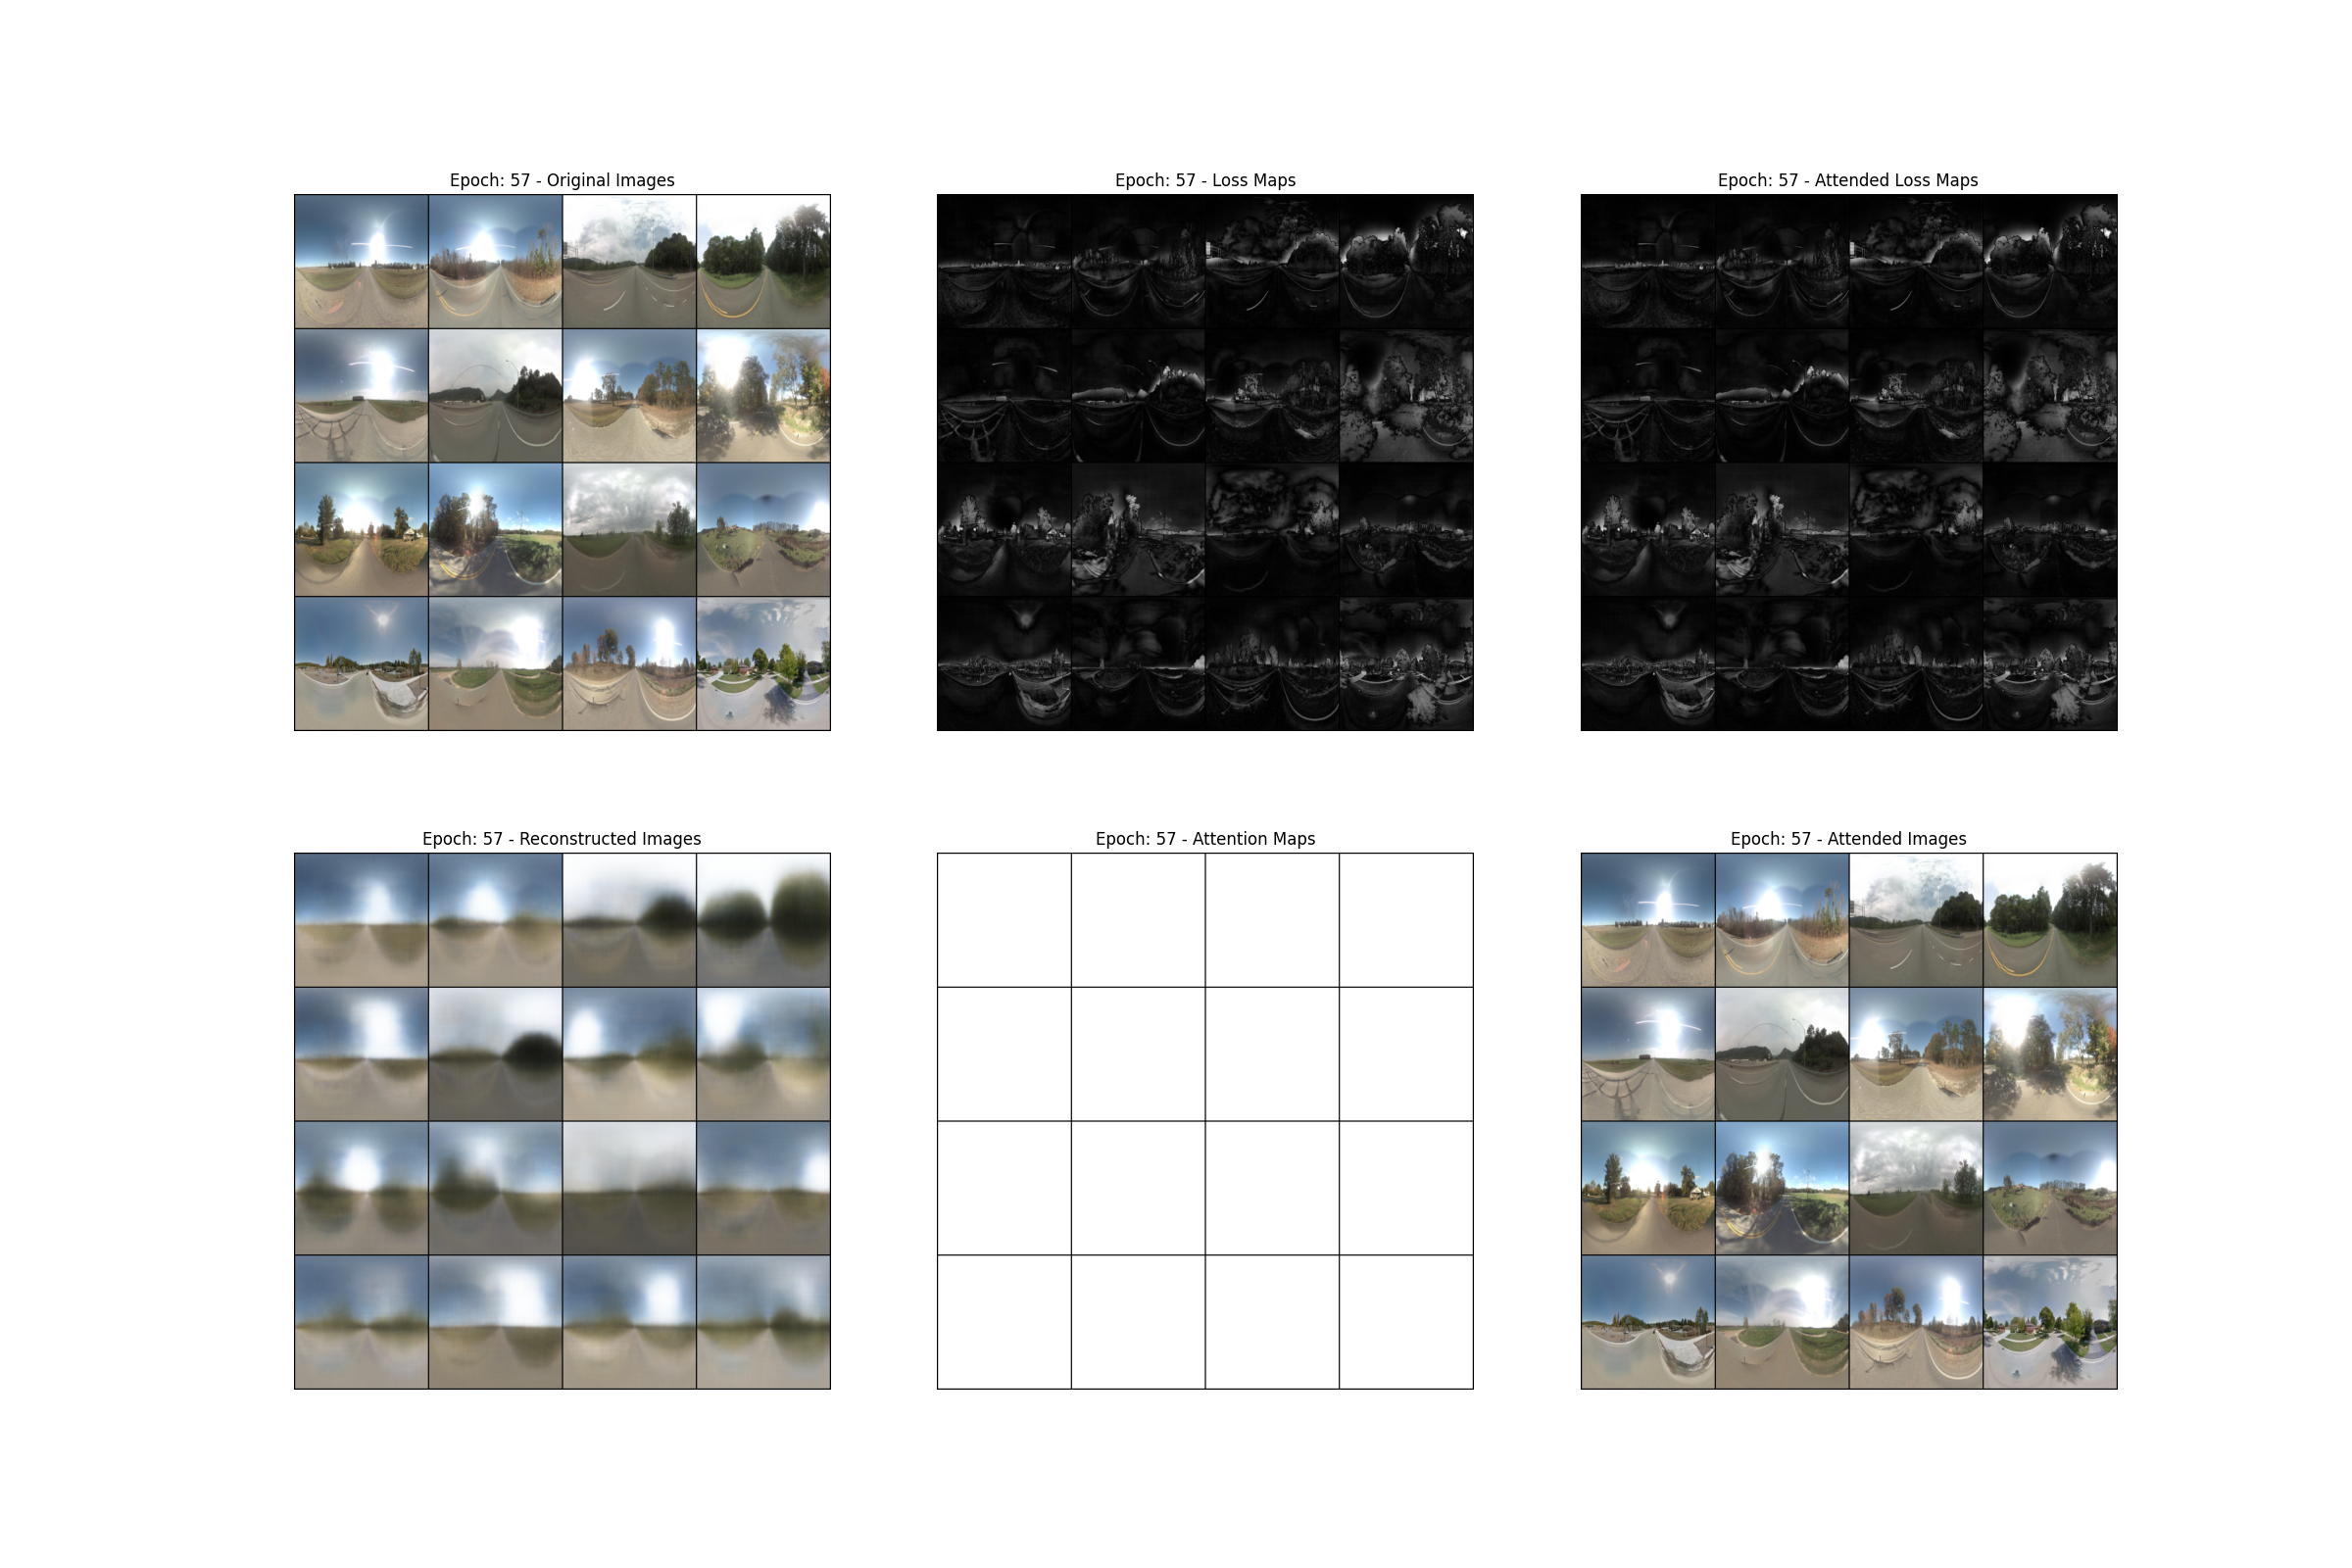 Epoch: 57 - Original Images
Epoch: 57 - Loss Maps
Epoch: 57 - Attended Loss Maps
Epoch: 57 - Reconstructed Images
Epoch: 57 - Attention Maps
Epoch: 57 - Attended Images